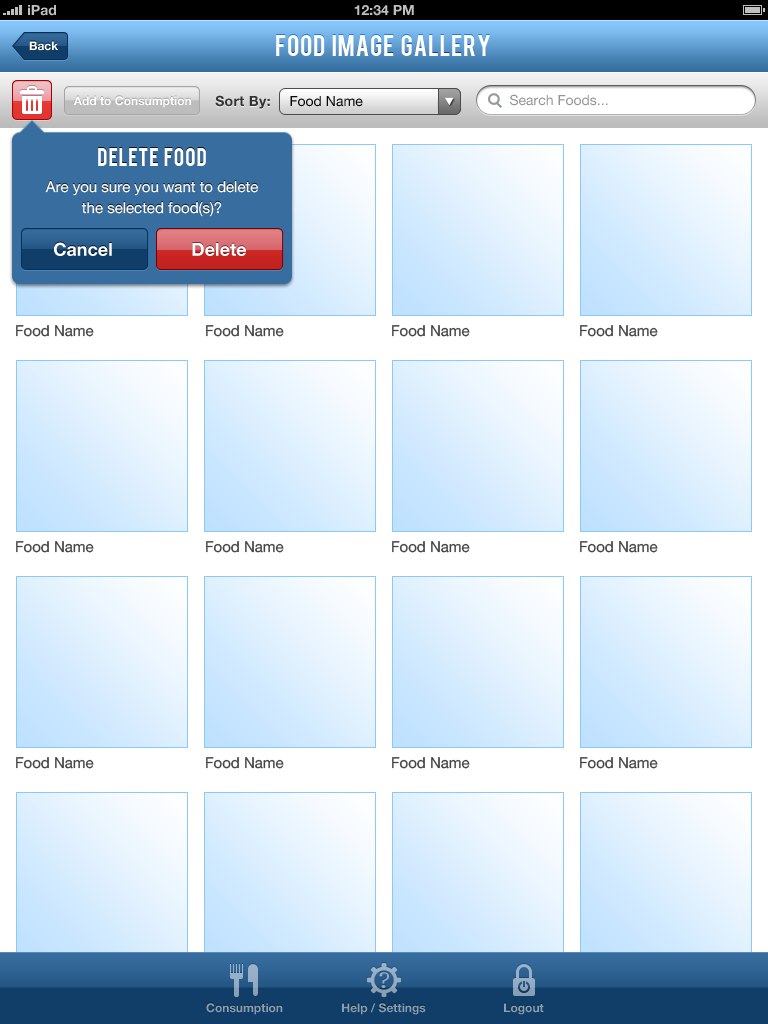 iPad
12:34 PM
Back
FOOD IMAGE GALLERY
Add to Consumption
Sort By:
Food Name
Search Foods...
DELETE FOOD
Are you sure you want to delete
the selected food(s)?
Cancel
Delete
Food Name
Food Name
Food Name
Food Name
Food Name
Food Name
Food Name
Food Name
Food Name
Food Name
Food Name
Food Name
?
Consumption
Help / Settings
Logout